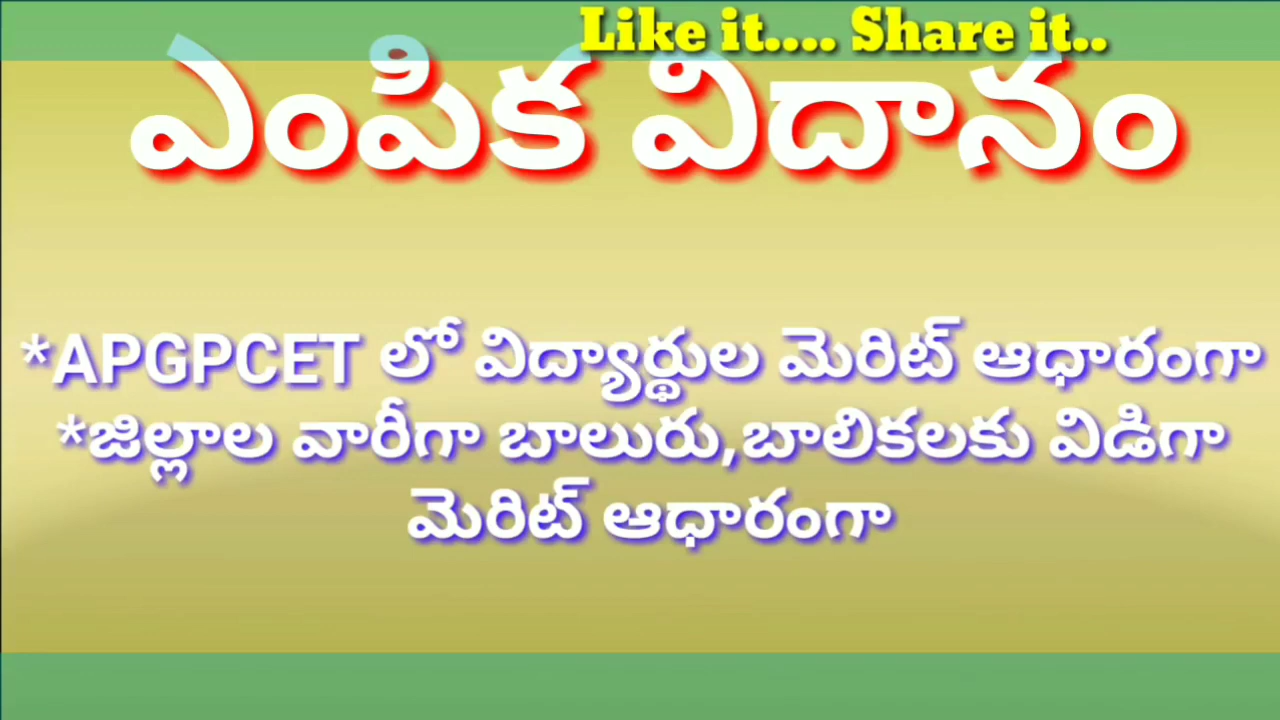 Like it.... Share it..
ఎంపిక విదానం
*APGPCET లో విద్యార్థుల మెరిట్ ఆధారంగా
*జిల్లాల వారీగా బాలురు,బాలికలకు విడిగా
మెరిట్ ఆధారంగా